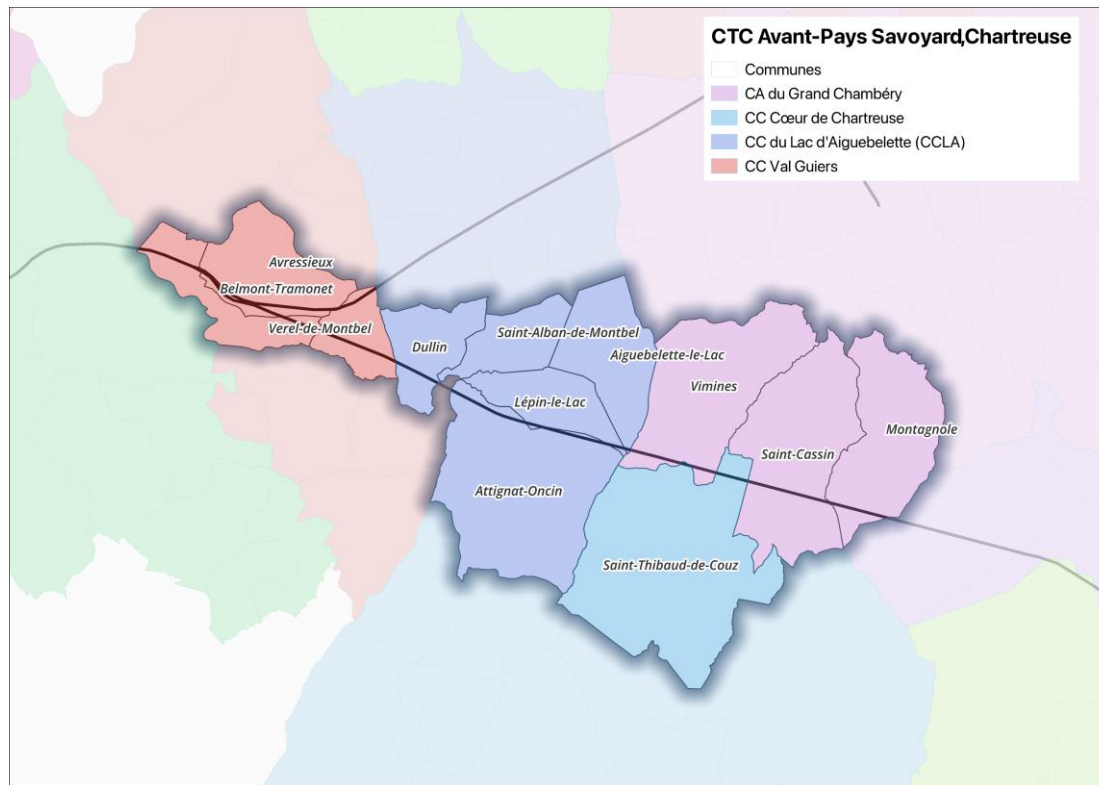 CTC Avant-Pays Savoyard,Chartreuse
Communes
CA du Grand Chambéry
CC Cœur de Chartreuse
CC du Lac d'Aiguebelette (CCLA)
CC Val Guiers
Avressieux
Belmont-Tramonet
Verel-de-Montbel
Dullin
Saint-Alban-de-Montbel
Aiguebelette-le-Lac
Vimines
Lépin-le-Lac
Montagnole
Saint-Cassin
Attignat-Oncin
Saint-Thibaud-de-Couz